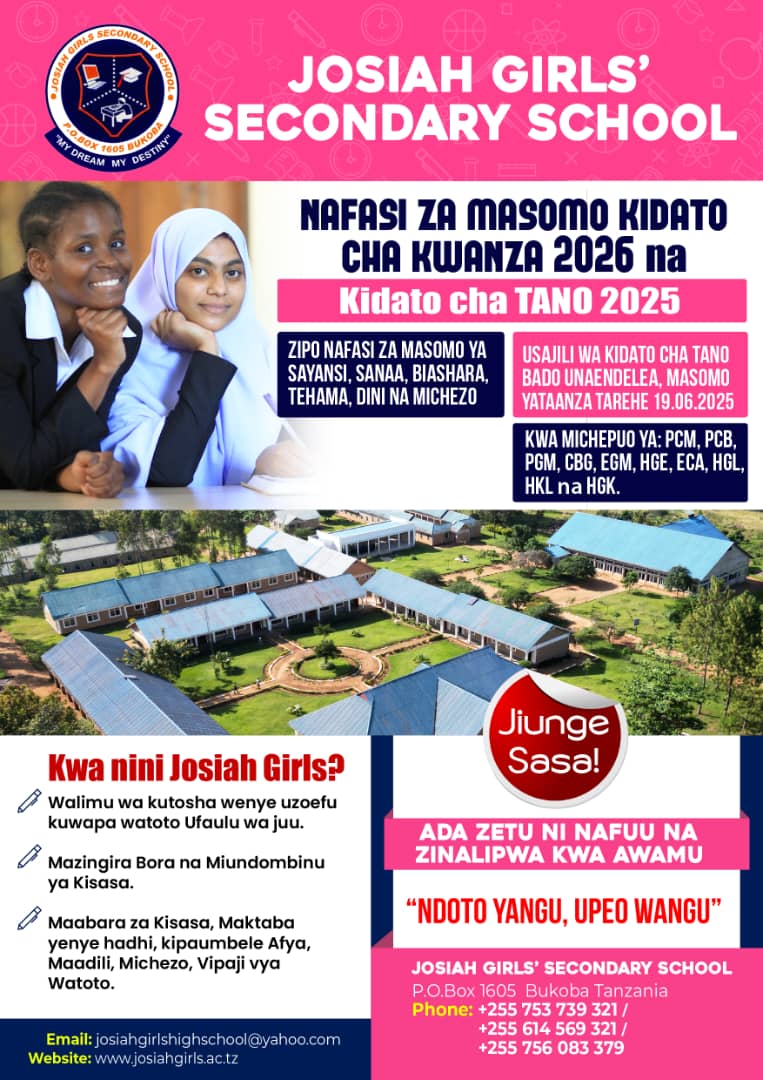 JOSIAH GIRLS SECONDARY SCHOOL
P.O.BOX 1605 BUKOBA
"MY DREAM MY DESTINY"
JOSIAH GIRLS'
SECONDARY SCHOOL
NAFASI ZA MASOMO KIDATO
CHA KWANZA 2026 na
Kidato cha TANO 2025
ZIPO NAFASI ZA MASOMO YA
SAYANSI, SANAA, BIASHARA,
TEHAMA, DINI NA MICHEZO
USAJILI WA KIDATO CHA TANO
BADO UNAENDELEA, MASOMO
YATAANZA TAREHE 19.06.2025
KWA MICHEPUO YA: PCM, PCB,
PGM, CBG, EGM, HGE, ECA, HGL,
HKL na HGK.
Jiunge
Sasa!
Kwa nini Josiah Girls?
Walimu wa kutosha wenye uzoefu
kuwapa watoto Ufaulu wa juu.
Mazingira Bora na Miundombinu
ya Kisasa.
Maabara za Kisasa, Maktaba
yenye hadhi, kipaumbele Afya,
Maadili, Michezo, Vipaji vya
Watoto.
Email: josiahgirlshighschool@yahoo.com
Website: www.josiahgirls.ac.tz
ADA ZETU NI NAFUU NA
ZINALIPWA KWA AWAMU
"NDOTO YANGU, UPEO WANGU"
JOSIAH GIRLS' SECONDARY SCHOOL
P.O.Box 1605 Bukoba Tanzania
Phone: +255 753 739 321 /
+255 614 569 321 /
+255 756 083 379